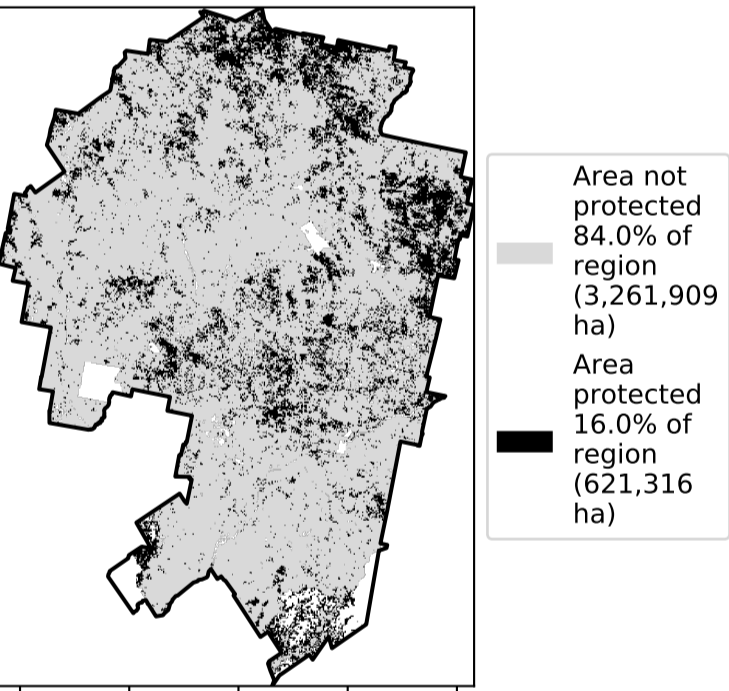 Area not
protected
84.0% of
region
(3,261,909
ha)
Area
protected
16.0% of
region
(621,316
ha)